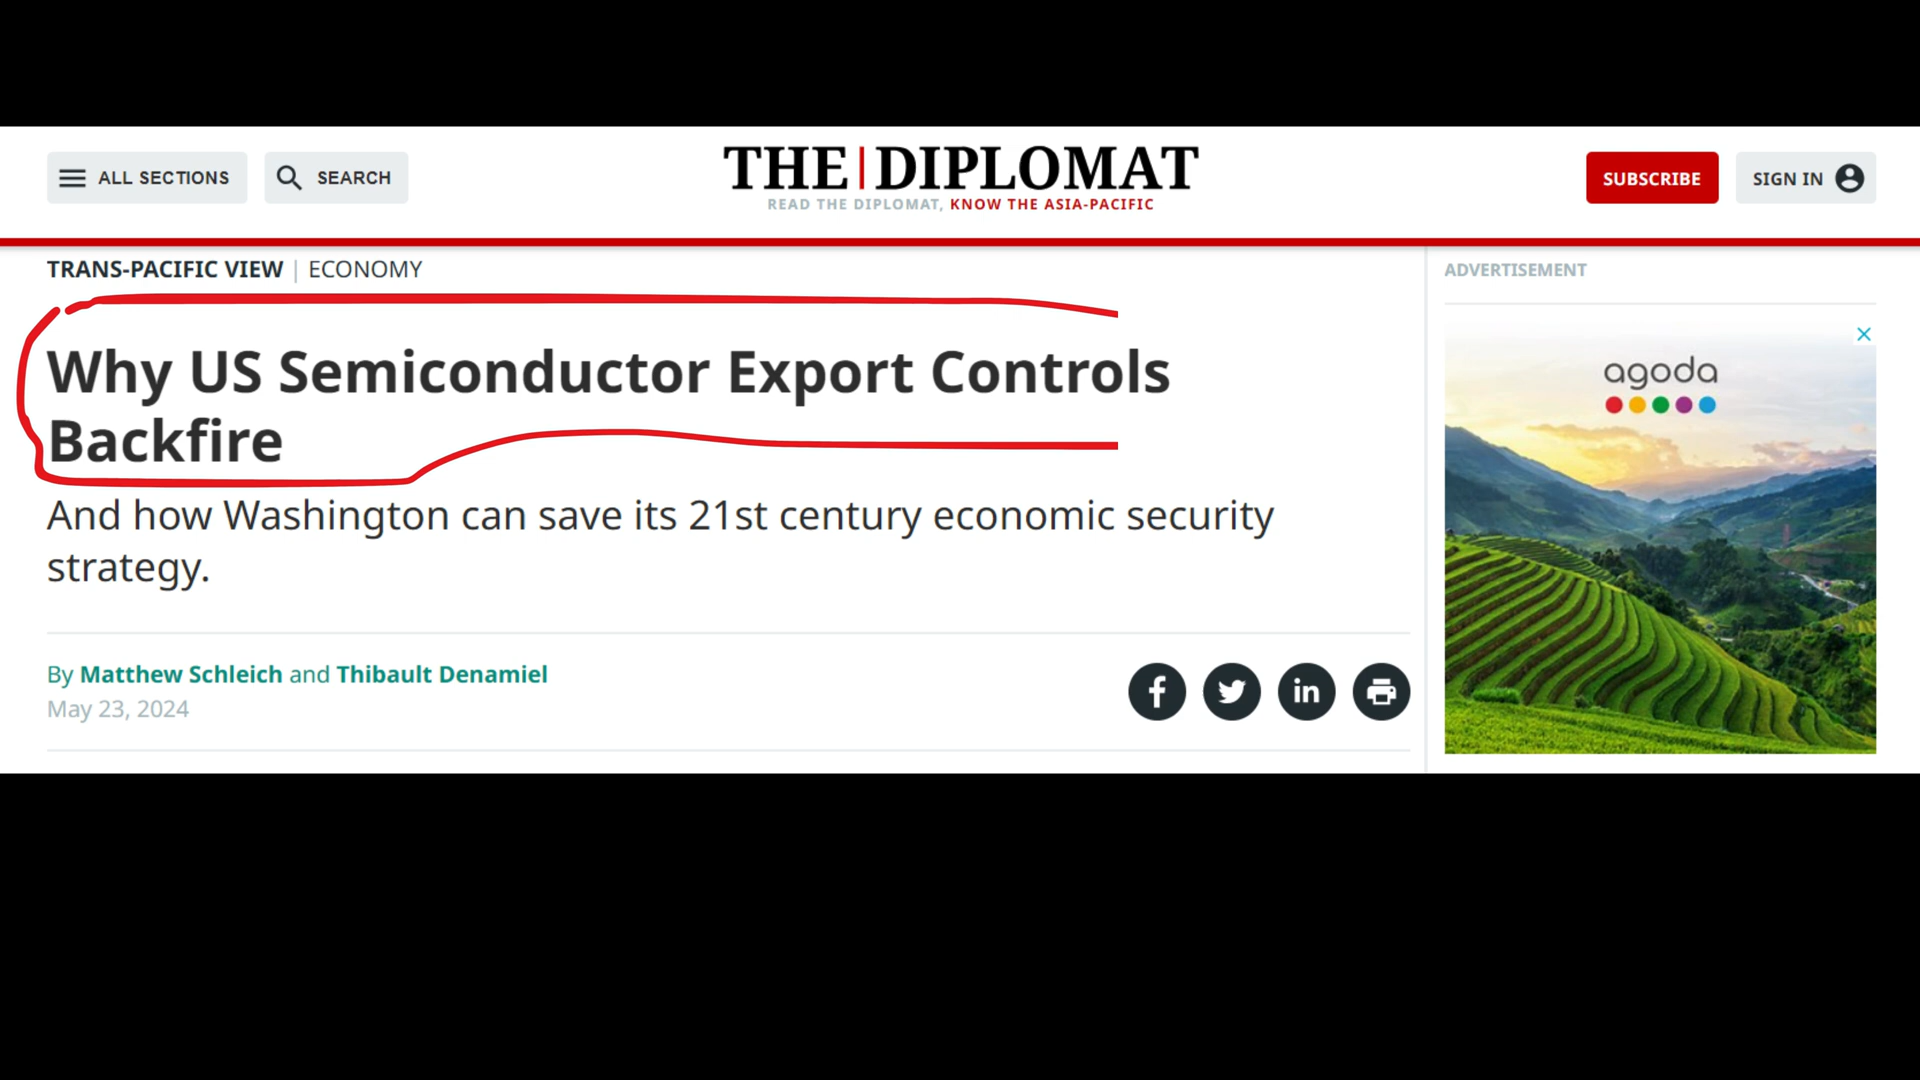 ALL SECTIONS
SEARCH
THE|DIPLOMAT
READ THE DIPLOMAT, KNOW THE ASIA-PACIFIC
SUBSCRIBE
SIGN IN
TRANS-PACIFIC VIEW | ECONOMY
ADVERTISEMENT
Why US Semiconductor Export Controls
Backfire
And how Washington can save its 21st century economic security
strategy.
By Matthew Schleich and Thibault Denamiel
May 23, 2024
agoda